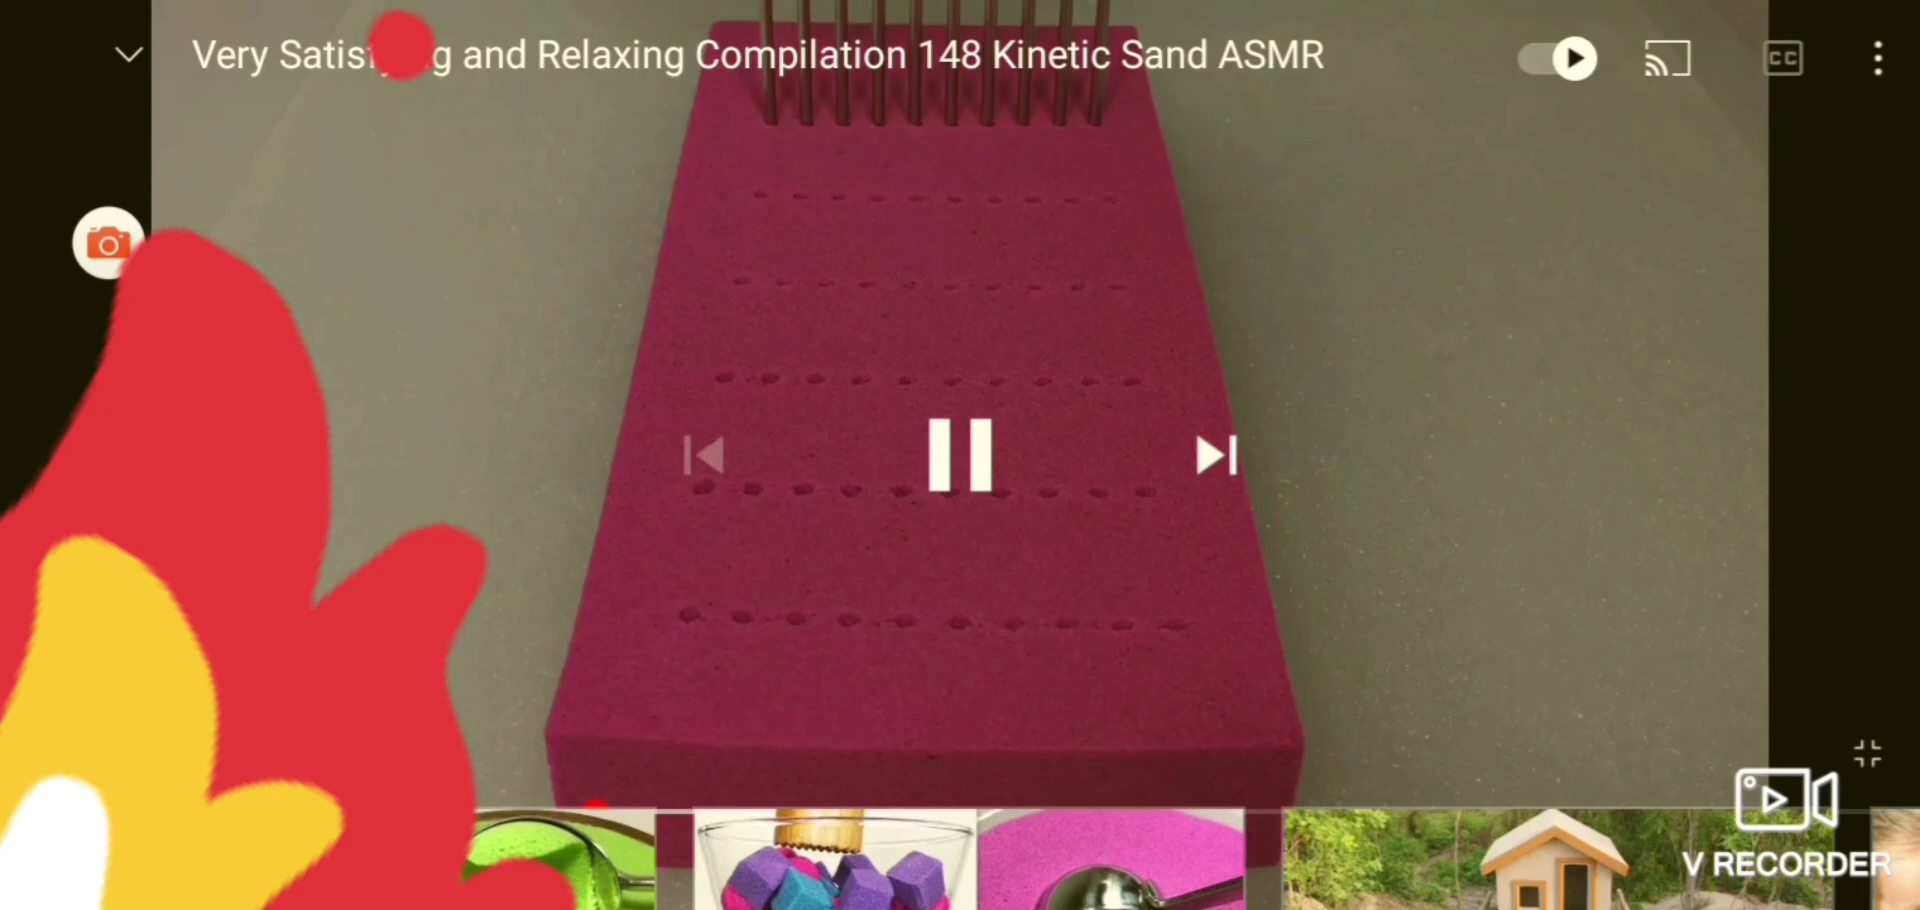 Very Satis g and Relaxing Compilation 148 Kinetic Sand ASMR
CC
V RECORDER